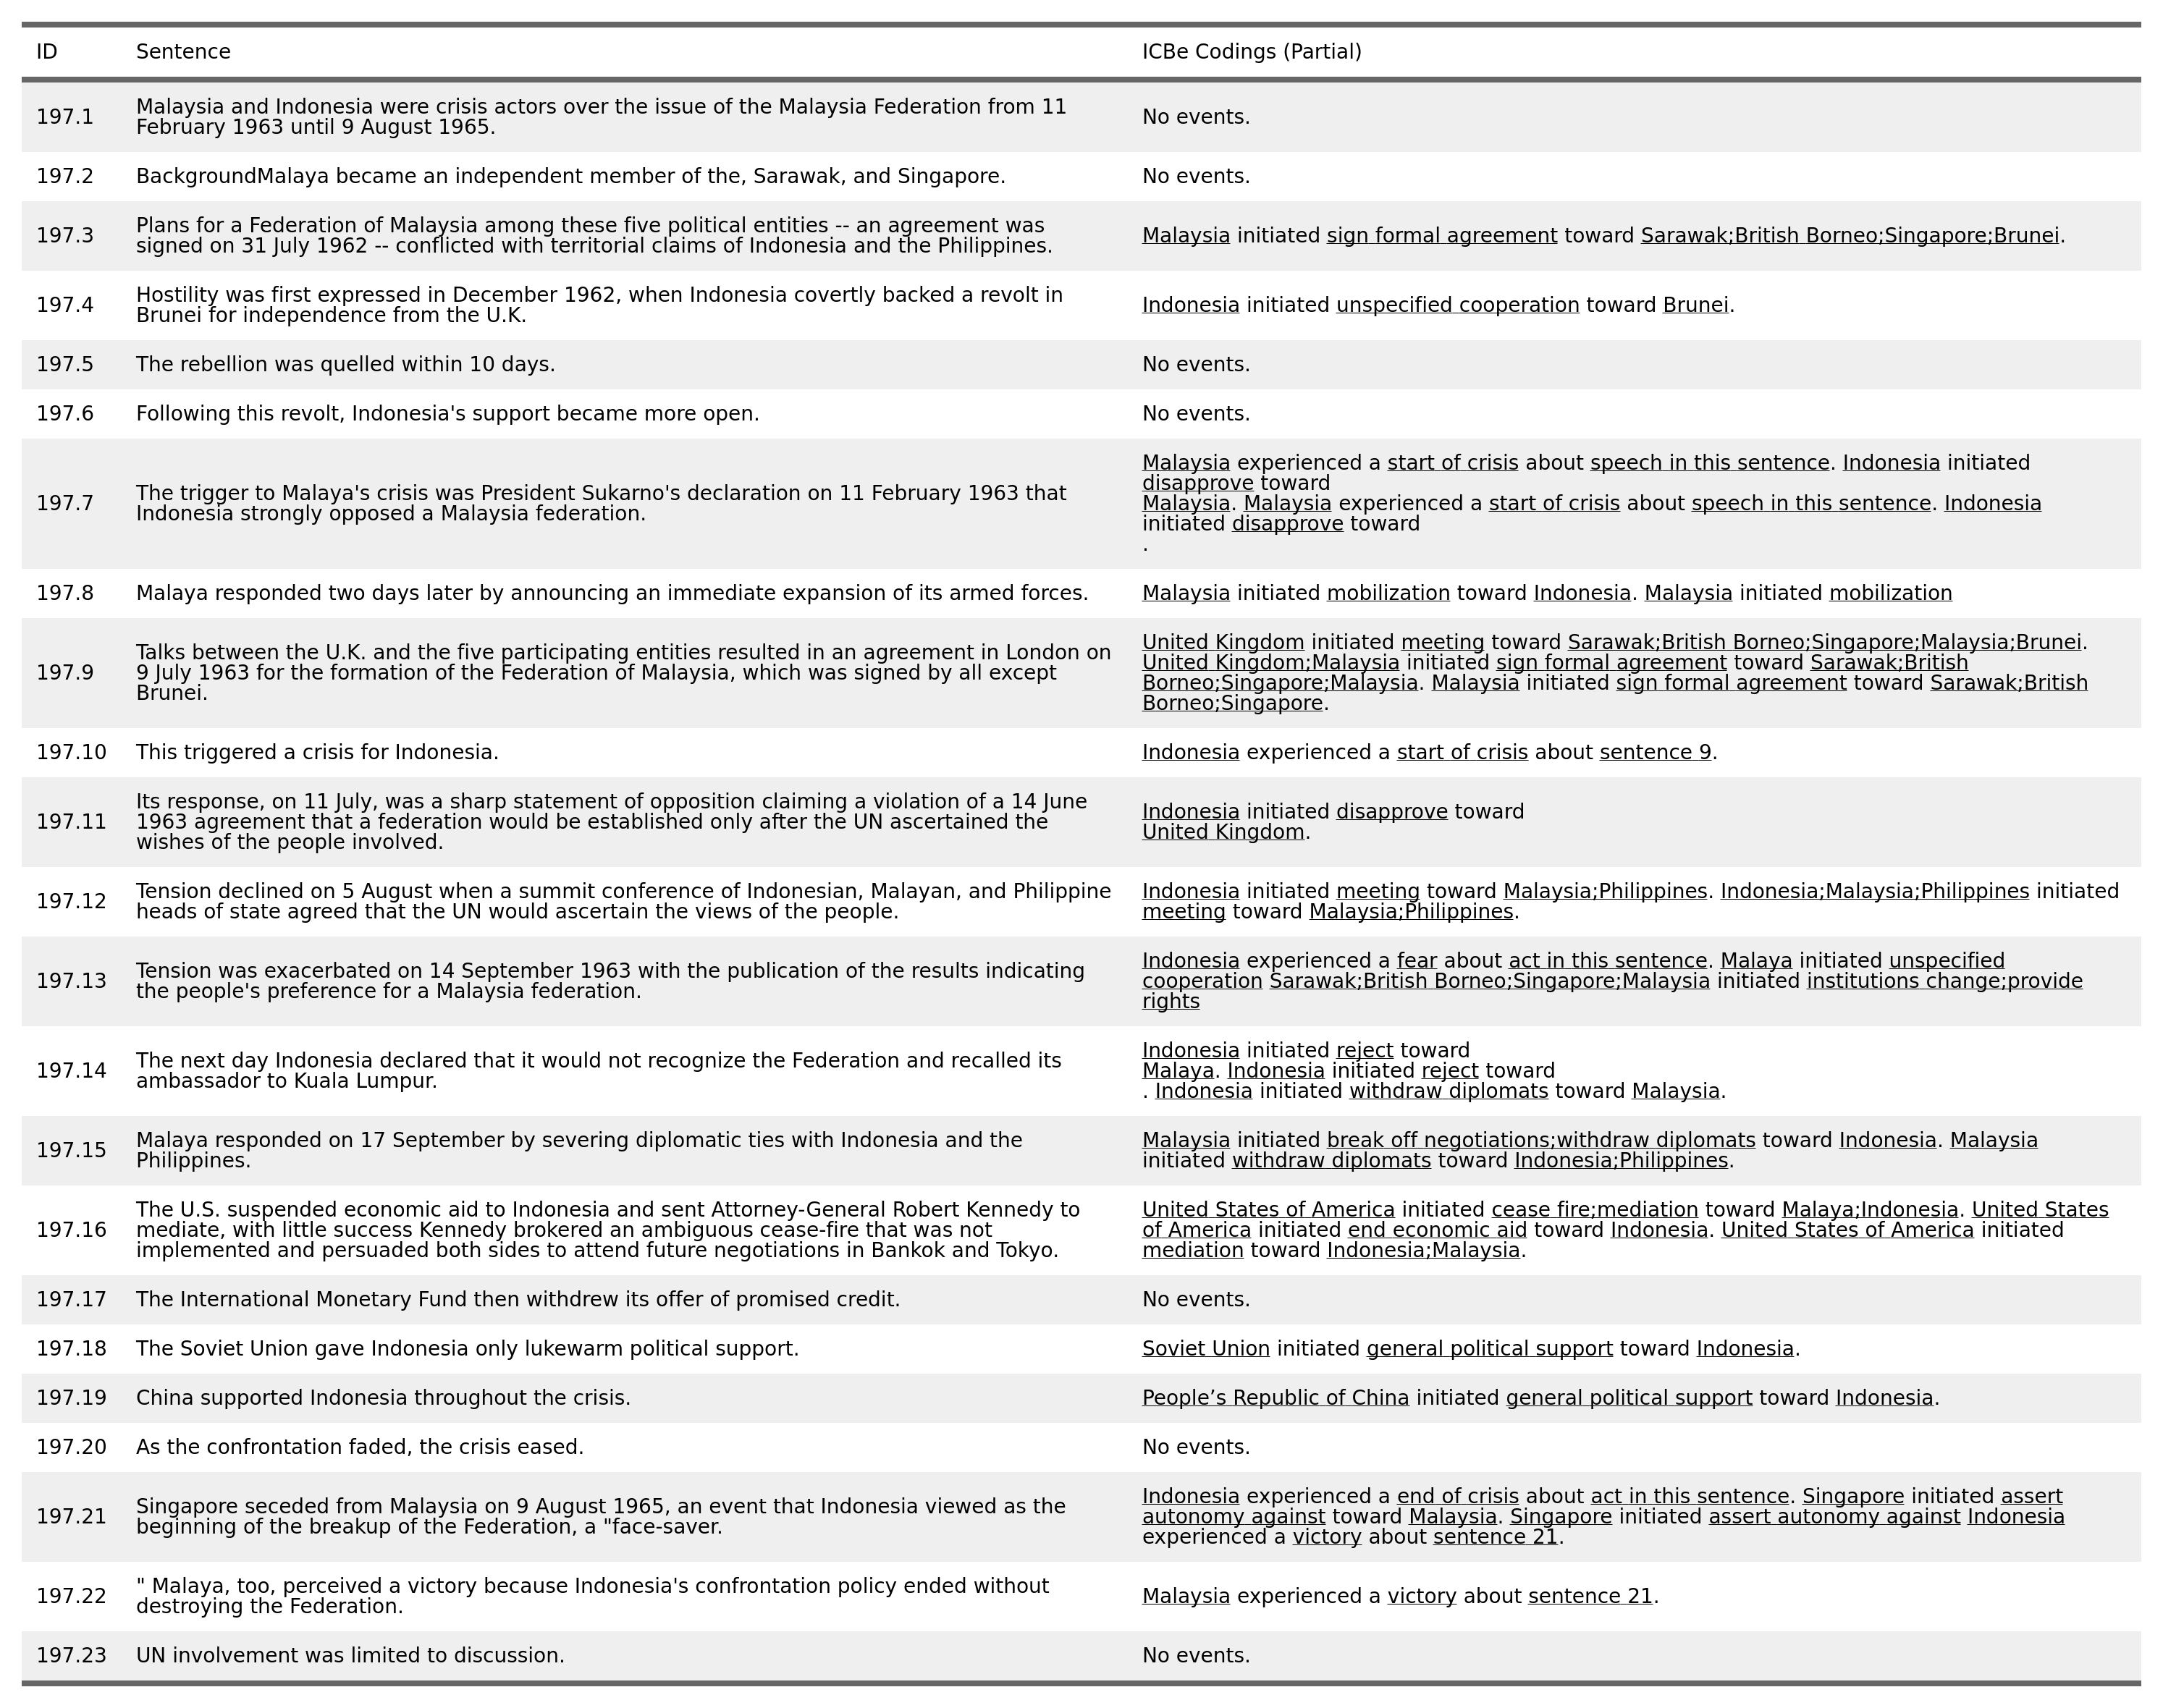 ID Sentence ICBe Codings (Partial)
197.1 Malaysia and Indonesia were crisis actors over the issue of the Malaysia Federation from 11
February 1963 until 9 August 1965.
No events.
197.2 BackgroundMalaya became an independent member of the, Sarawak, and Singapore.
No events.
197.3 Plans for a Federation of Malaysia among these five political entities -- an agreement was
signed on 31 July 1962 -- conflicted with territorial claims of Indonesia and the Philippines.
Malaysia initiated sign formal agreement toward Sarawak;British Borneo;Singapore;Brunei.
197.4 Hostility was first expressed in December 1962, when Indonesia covertly backed a revolt in
Brunei for independence from the U.K.
Indonesia initiated unspecified cooperation toward Brunei.
197.5 The rebellion was quelled within 10 days.
No events.
197.6 Following this revolt, Indonesia's support became more open.
No events.
197.7 The trigger to Malaya's crisis was President Sukarno's declaration on 11 February 1963 that
Indonesia strongly opposed a Malaysia federation.
Malaysia experienced a start of crisis about speech in this sentence. Indonesia initiated
disapprove toward
Malaysia. Malaysia experienced a start of crisis about speech in this sentence. Indonesia
initiated disapprove toward
.
197.8 Malaya responded two days later by announcing an immediate expansion of its armed forces.
Malaysia initiated mobilization toward Indonesia. Malaysia initiated mobilization
197.9 Talks between the U.K. and the five participating entities resulted in an agreement in London on
9 July 1963 for the formation of the Federation of Malaysia, which was signed by all except
Brunei.
United Kingdom initiated meeting toward Sarawak;British Borneo;Singapore;Malaysia;Brunei.
United Kingdom;Malaysia initiated sign formal agreement toward Sarawak;British
Borneo;Singapore;Malaysia. Malaysia initiated sign formal agreement toward Sarawak;British
Borneo;Singapore.
197.10 This triggered a crisis for Indonesia.
Indonesia experienced a start of crisis about sentence 9.
197.11 Its response, on 11 July, was a sharp statement of opposition claiming a violation of a 14 June
1963 agreement that a federation would be established only after the UN ascertained the
wishes of the people involved.
Indonesia initiated disapprove toward
United Kingdom.
197.12 Tension declined on 5 August when a summit conference of Indonesian, Malayan, and Philippine
heads of state agreed that the UN would ascertain the views of the people.
Indonesia initiated meeting toward Malaysia;Philippines. Indonesia;Malaysia;Philippines initiated
meeting toward Malaysia;Philippines.
197.13 Tension was exacerbated on 14 September 1963 with the publication of the results indicating
the people's preference for a Malaysia federation.
Indonesia experienced a fear about act in this sentence. Malaya initiated unspecified
cooperation Sarawak;British Borneo;Singapore;Malaysia initiated institutions change;provide
rights
197.14 The next day Indonesia declared that it would not recognize the Federation and recalled its
ambassador to Kuala Lumpur.
Indonesia initiated reject toward
Malaya. Indonesia initiated reject toward
. Indonesia initiated withdraw diplomats toward Malaysia.
197.15 Malaya responded on 17 September by severing diplomatic ties with Indonesia and the
Philippines.
Malaysia initiated break off negotiations;withdraw diplomats toward Indonesia. Malaysia
initiated withdraw diplomats toward Indonesia;Philippines.
197.16 The U.S. suspended economic aid to Indonesia and sent Attorney-General Robert Kennedy to
mediate, with little success Kennedy brokered an ambiguous cease-fire that was not
implemented and persuaded both sides to attend future negotiations in Bankok and Tokyo.
United States of America initiated cease fire;mediation toward Malaya;Indonesia. United States
of America initiated end economic aid toward Indonesia. United States of America initiated
mediation toward Indonesia;Malaysia.
197.17 The International Monetary Fund then withdrew its offer of promised credit.
No events.
197.18 The Soviet Union gave Indonesia only lukewarm political support.
Soviet Union initiated general political support toward Indonesia.
197.19 China supported Indonesia throughout the crisis.
People’s Republic of China initiated general political support toward Indonesia.
197.20 As the confrontation faded, the crisis eased.
No events.
197.21 Singapore seceded from Malaysia on 9 August 1965, an event that Indonesia viewed as the
beginning of the breakup of the Federation, a "face-saver.
Indonesia experienced a end of crisis about act in this sentence. Singapore initiated assert
autonomy against toward Malaysia. Singapore initiated assert autonomy against Indonesia
experienced a victory about sentence 21.
197.22 " Malaya, too, perceived a victory because Indonesia's confrontation policy ended without
destroying the Federation.
Malaysia experienced a victory about sentence 21.
197.23 UN involvement was limited to discussion.
No events.